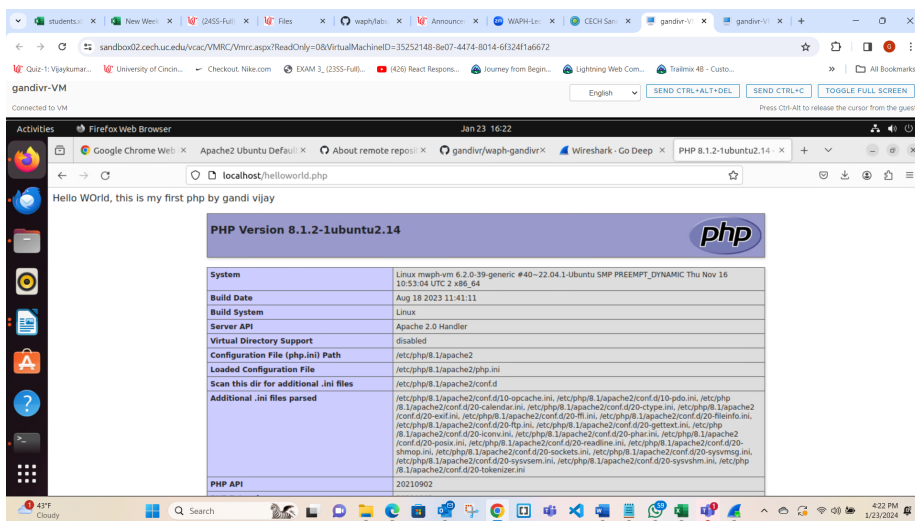 students.x
New Week
(24SS-Full)
Files
waph/labs
Announce
WAPH-Lec
CECH San
gandivr-VI
gandivr-VI
sandbox02.cech.uc.edu/vcac/VMRC/Vmrc.aspx?ReadOnly=0&VirtualMachineID=35252148-8e07-4474-8014-6f324f1a6672
Quiz-1: Vijaykumar...
University of Cincin...
Checkout. Nike.com
EXAM 3_ (23SS-Full)...
(426) React Respons...
Journey from Begin...
Lightning Web Com...
Trailmix 4B - Custo...
All Bookmarks
gandivr-VM
English
SEND CTRL+ALT+DEL
SEND CTRL+C
TOGGLE FULL SCREEN
Connected to VM
Press Ctrl-Alt to release the cursor from the guest
Activities
Firefox Web Browser
Jan 23 16:22
Google Chrome Web
Apache2 Ubuntu Default
About remote reposit
gandivr/waph-gandivr
Wireshark · Go Deep
PHP 8.1.2-1ubuntu2.14 -
localhost/helloworld.php
Hello WOrld, this is my first php by gandi vijay
PHP Version 8.1.2-1ubuntu2.14
php
System
Linux mwph-vm 6.2.0-39-generic #40~22.04.1-Ubuntu SMP PREEMPT_DYNAMIC Thu Nov 16
10:53:04 UTC 2 x86_64
Build Date
Aug 18 2023 11:41:11
Build System
Linux
Server API
Apache 2.0 Handler
Virtual Directory Support
disabled
Configuration File (php.ini) Path
/etc/php/8.1/apache2
Loaded Configuration File
/etc/php/8.1/apache2/php.ini
Scan this dir for additional .ini files
/etc/php/8.1/apache2/conf.d
Additional .ini files parsed
/etc/php/8.1/apache2/conf.d/10-opcache.ini, /etc/php/8.1/apache2/conf.d/10-pdo.ini, /etc/php
/8.1/apache2/conf.d/20-calendar.ini, /etc/php/8.1/apache2/conf.d/20-ctype.ini, /etc/php/8.1/apache2
/conf.d/20-exif.ini, /etc/php/8.1/apache2/conf.d/20-ffi.ini, /etc/php/8.1/apache2/conf.d/20-fileinfo.ini,
/etc/php/8.1/apache2/conf.d/20-ftp.ini, /etc/php/8.1/apache2/conf.d/20-gettext.ini, /etc/php
/8.1/apache2/conf.d/20-iconv.ini, /etc/php/8.1/apache2/conf.d/20-phar.ini, /etc/php/8.1/apache2
/conf.d/20-posix.ini, /etc/php/8.1/apache2/conf.d/20-readline.ini, /etc/php/8.1/apache2/conf.d/20-
shmop.ini, /etc/php/8.1/apache2/conf.d/20-sockets.ini, /etc/php/8.1/apache2/conf.d/20-sysvmsg.ini,
/etc/php/8.1/apache2/conf.d/20-sysvsem.ini, /etc/php/8.1/apache2/conf.d/20-sysvshm.ini, /etc/php
/8.1/apache2/conf.d/20-tokenizer.ini
PHP API
20210902
43°F
Cloudy
Search
4:22 PM
1/23/2024